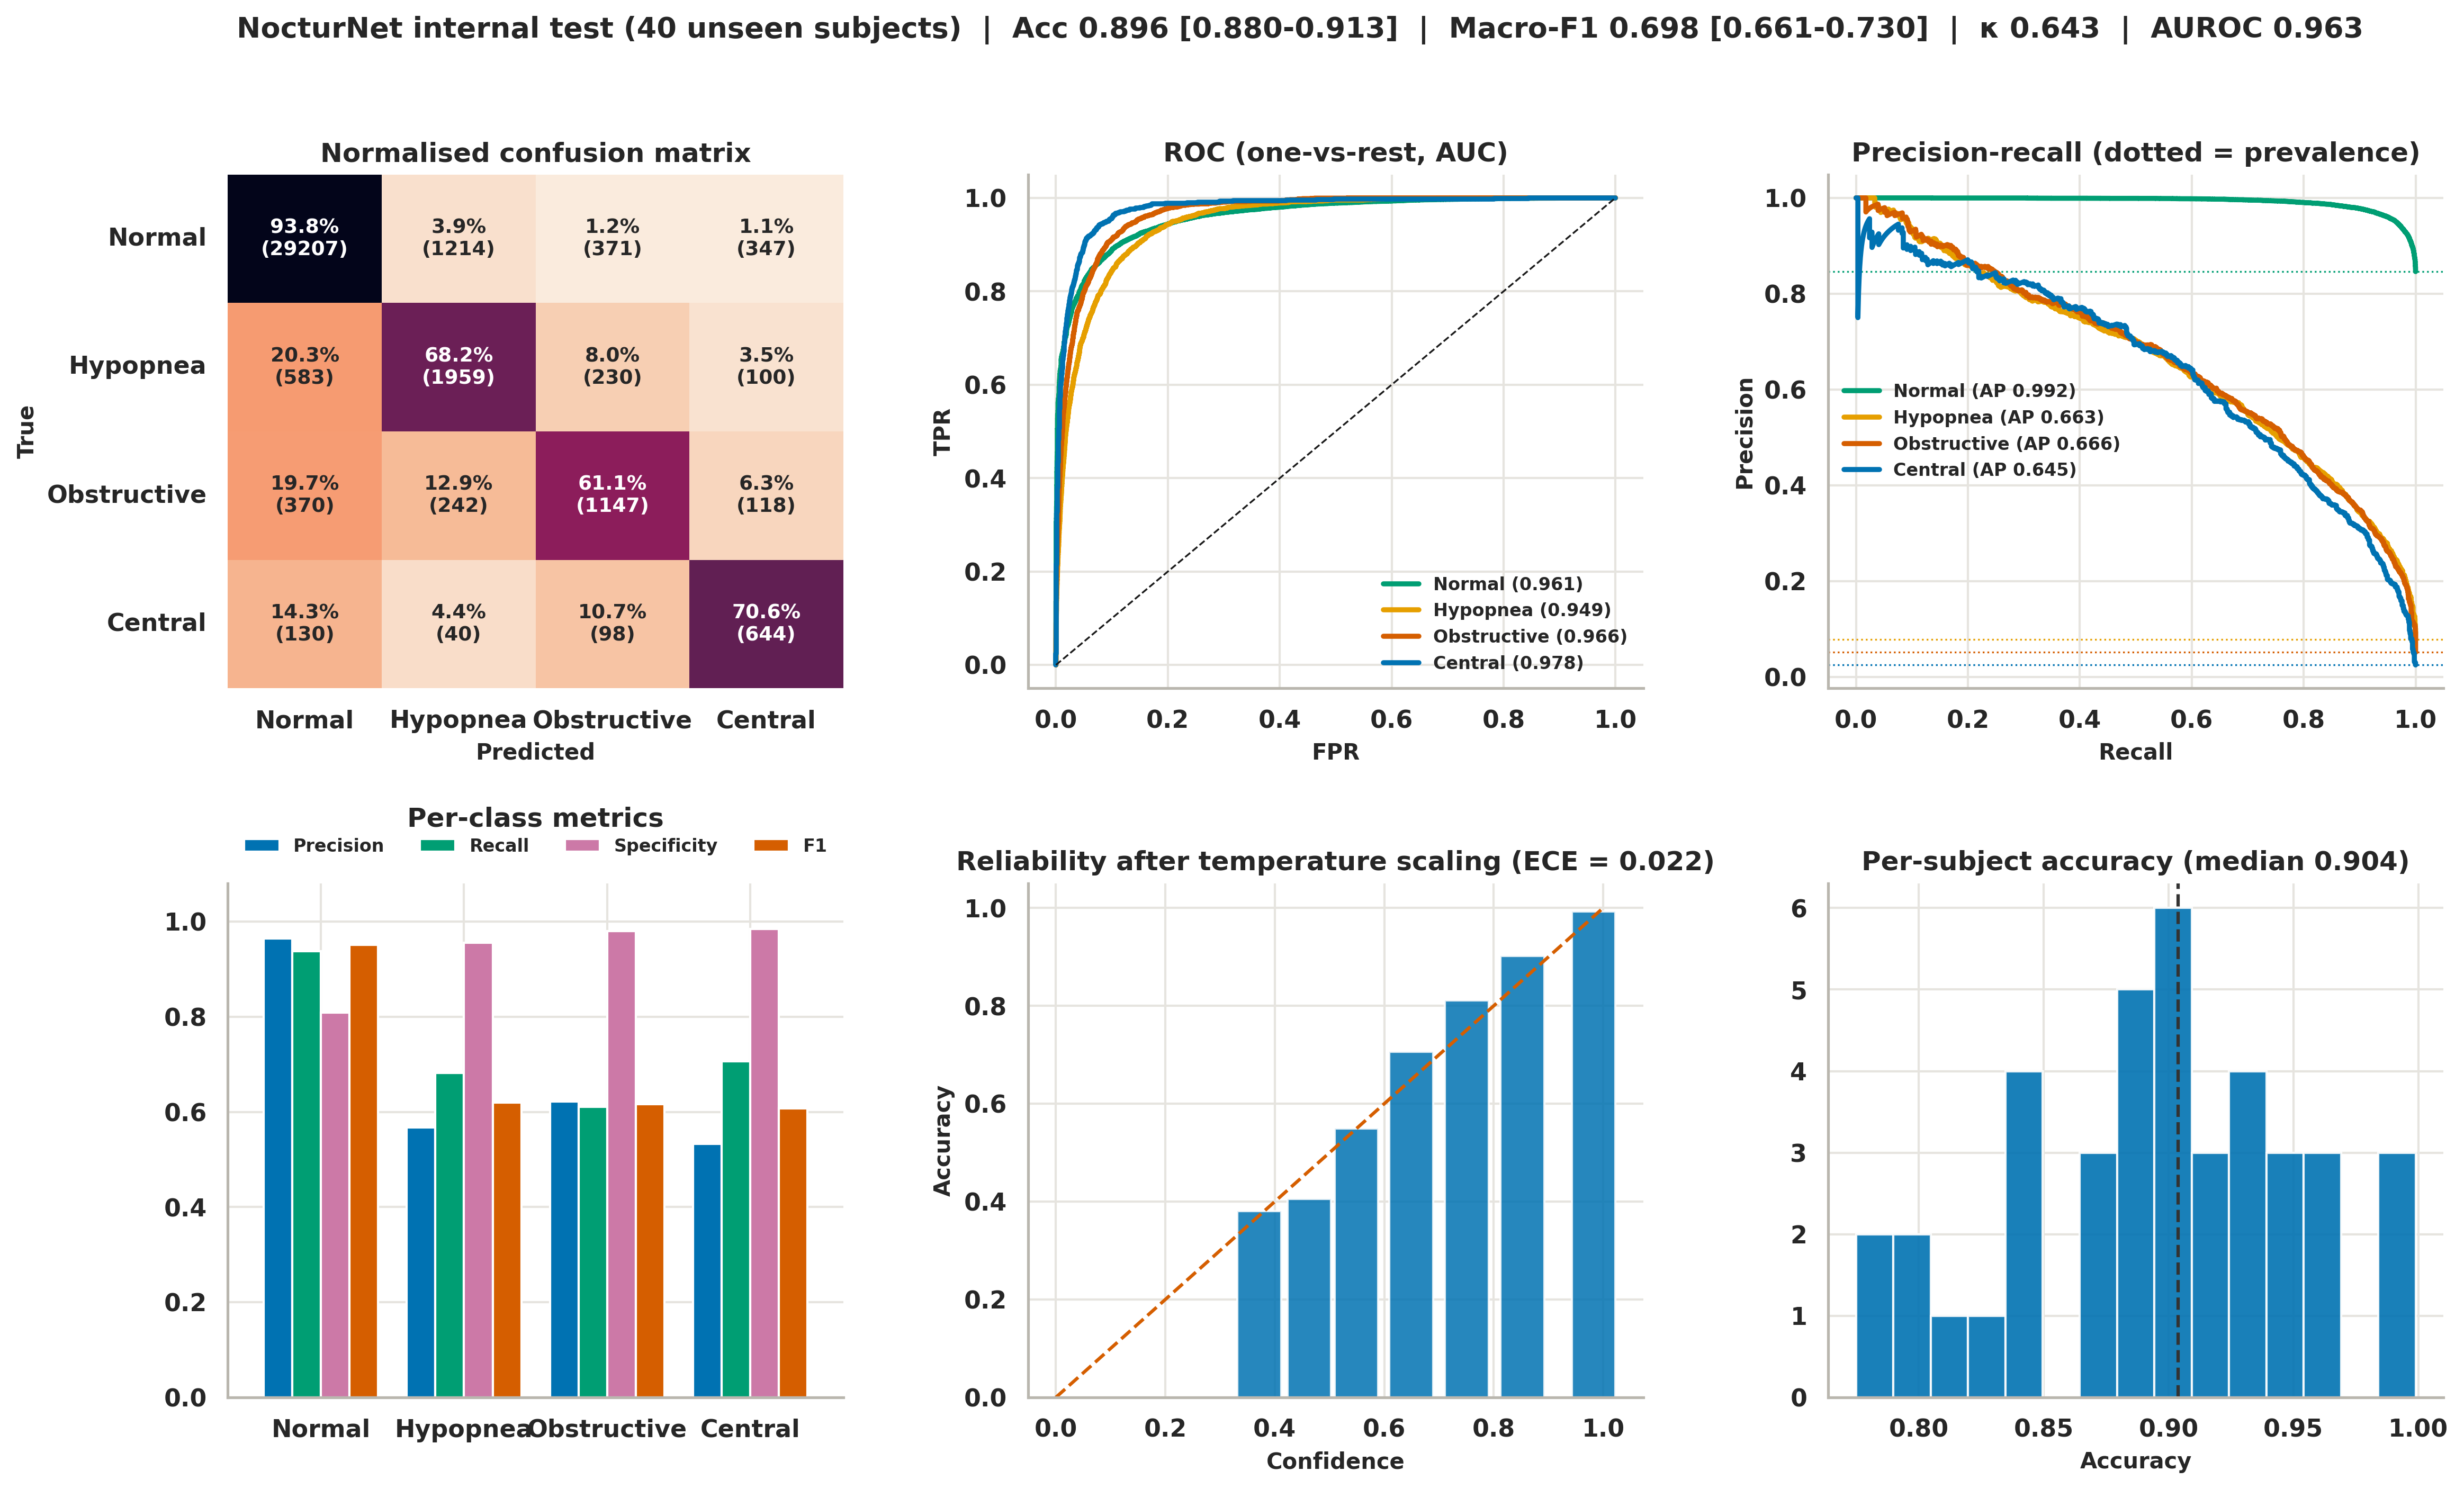 NocturNet internal test (40 unseen subjects) | Acc 0.896 [0.880-0.913] | Macro-F1 0.698 [0.661-0.730] | κ 0.643 | AUROC 0.963
Normalised confusion matrix
True
Normal
93.8% 3.9% 1.2% 1.1%
(29207) (1214) (371) (347)
Hypopnea
20.3% 68.2% 8.0% 3.5%
(583) (1959) (230) (100)
Obstructive
19.7% 12.9% 61.1% 6.3%
(370) (242) (1147) (118)
Central
14.3% 4.4% 10.7% 70.6%
(130) (40) (98) (644)
Normal Hypopnea Obstructive Central
Predicted
ROC (one-vs-rest, AUC)
TPR
1.0
0.8
0.6
0.4
0.2
0.0
Normal (0.961)
Hypopnea (0.949)
Obstructive (0.966)
Central (0.978)
0.0 0.2 0.4 0.6 0.8 1.0
FPR
Precision-recall (dotted = prevalence)
Precision
1.0
0.8
0.6
0.4
0.2
0.0
Normal (AP 0.992)
Hypopnea (AP 0.663)
Obstructive (AP 0.666)
Central (AP 0.645)
0.0 0.2 0.4 0.6 0.8 1.0
Recall
Per-class metrics
Precision Recall Specificity F1
1.0
0.8
0.6
0.4
0.2
0.0
Normal Hypopnea Obstructive Central
Reliability after temperature scaling (ECE = 0.022)
Accuracy
1.0
0.8
0.6
0.4
0.2
0.0
0.0 0.2 0.4 0.6 0.8 1.0
Confidence
Per-subject accuracy (median 0.904)
6
5
4
3
2
1
0
0.80 0.85 0.90 0.95 1.00
Accuracy